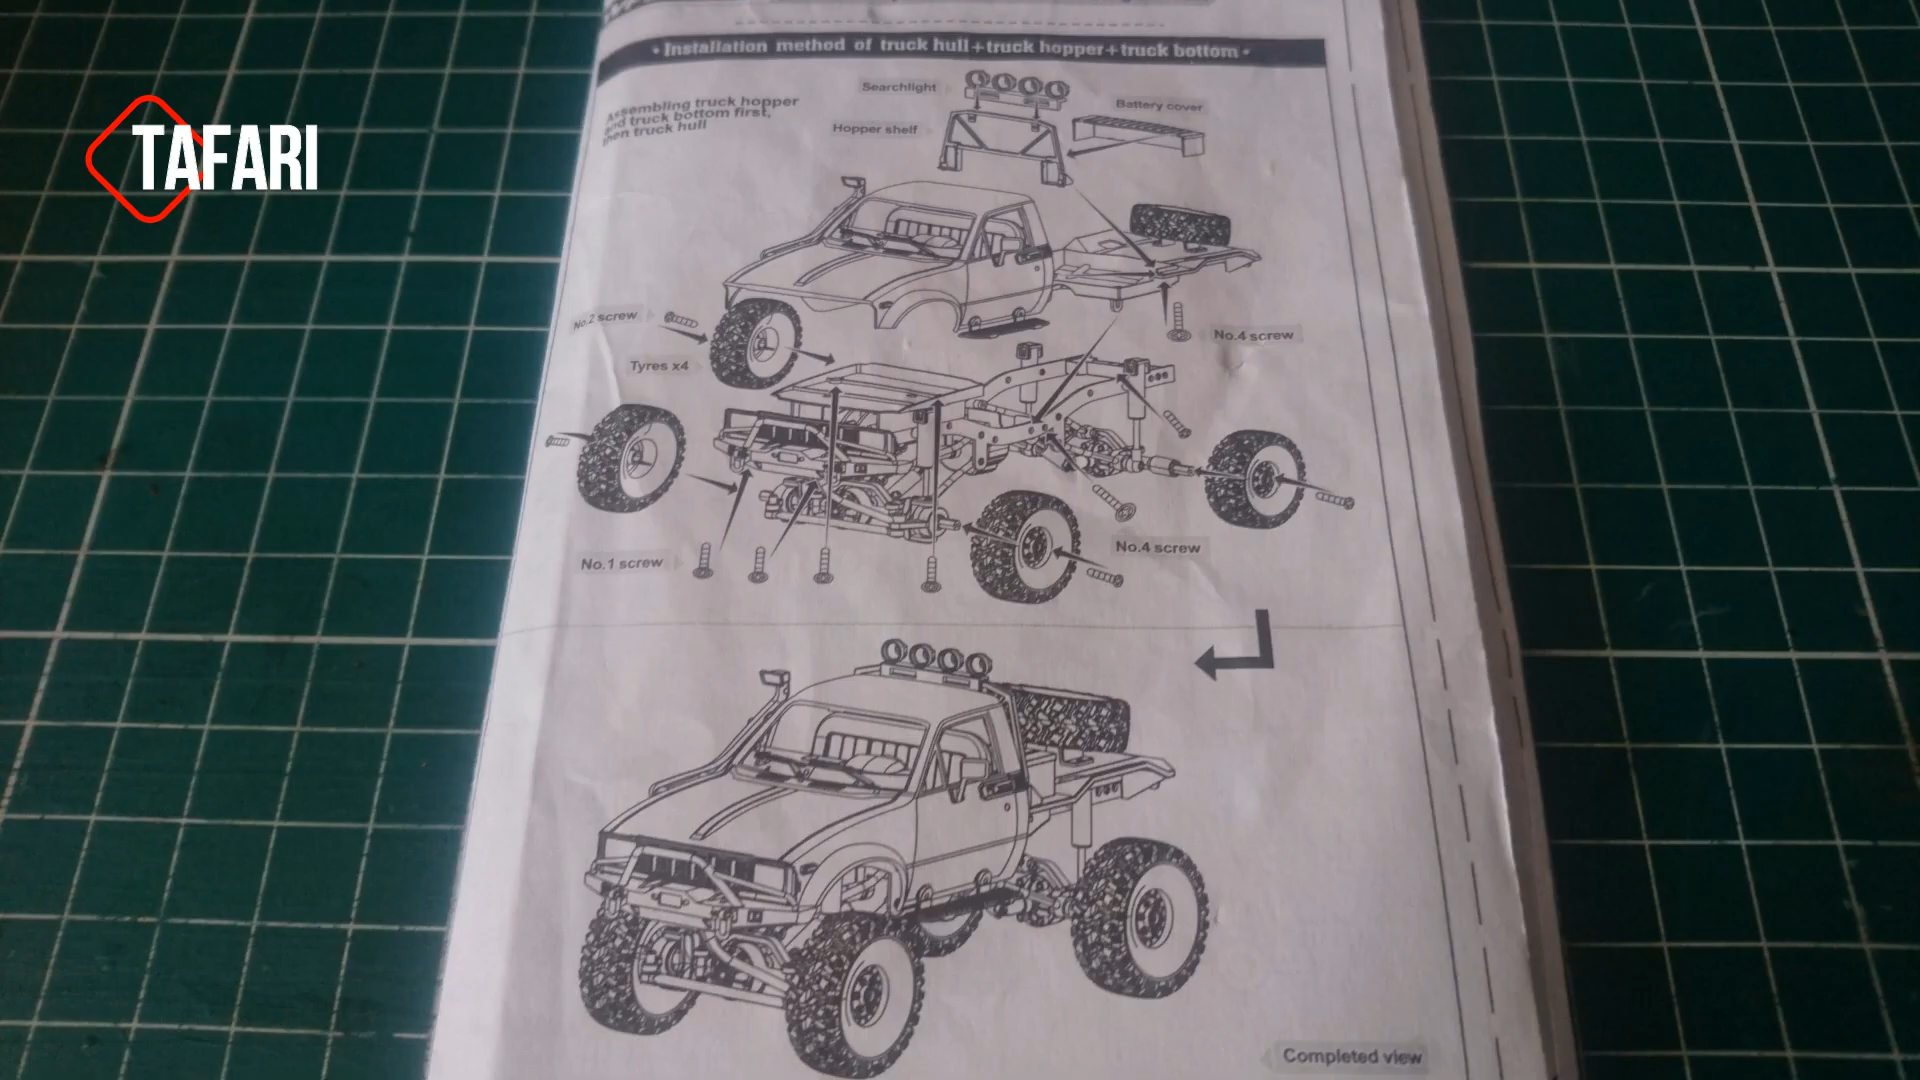 TAFARI
• Installation method of truck hull+truck hopper+truck bottom •
Assembling truck hopper
and truck bottom first,
then truck hull
Searchlight
Battery cover
Hopper shelf
No.2 screw
No.4 screw
Tyres x4
No.4 screw
No.1 screw
Completed view